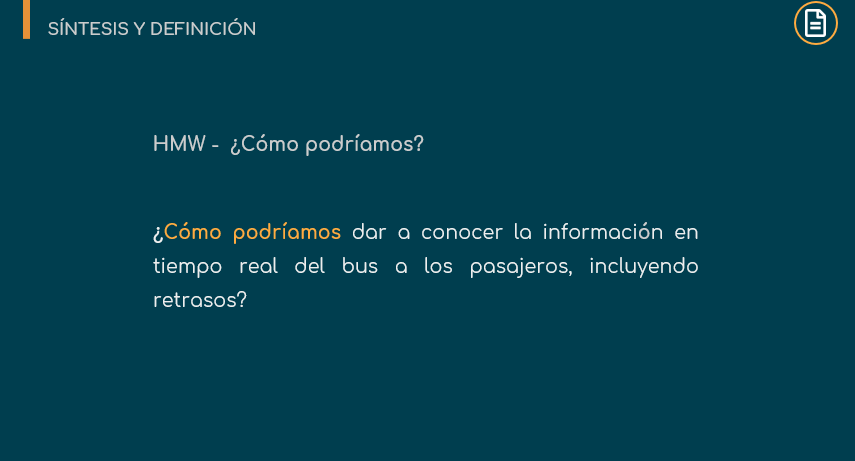 SÍNTESIS Y DEFINICIÓN
HMW - ¿Cómo podríamos?
¿Cómo podríamos dar a conocer la información en
tiempo real del bus a los pasajeros, incluyendo
retrasos?